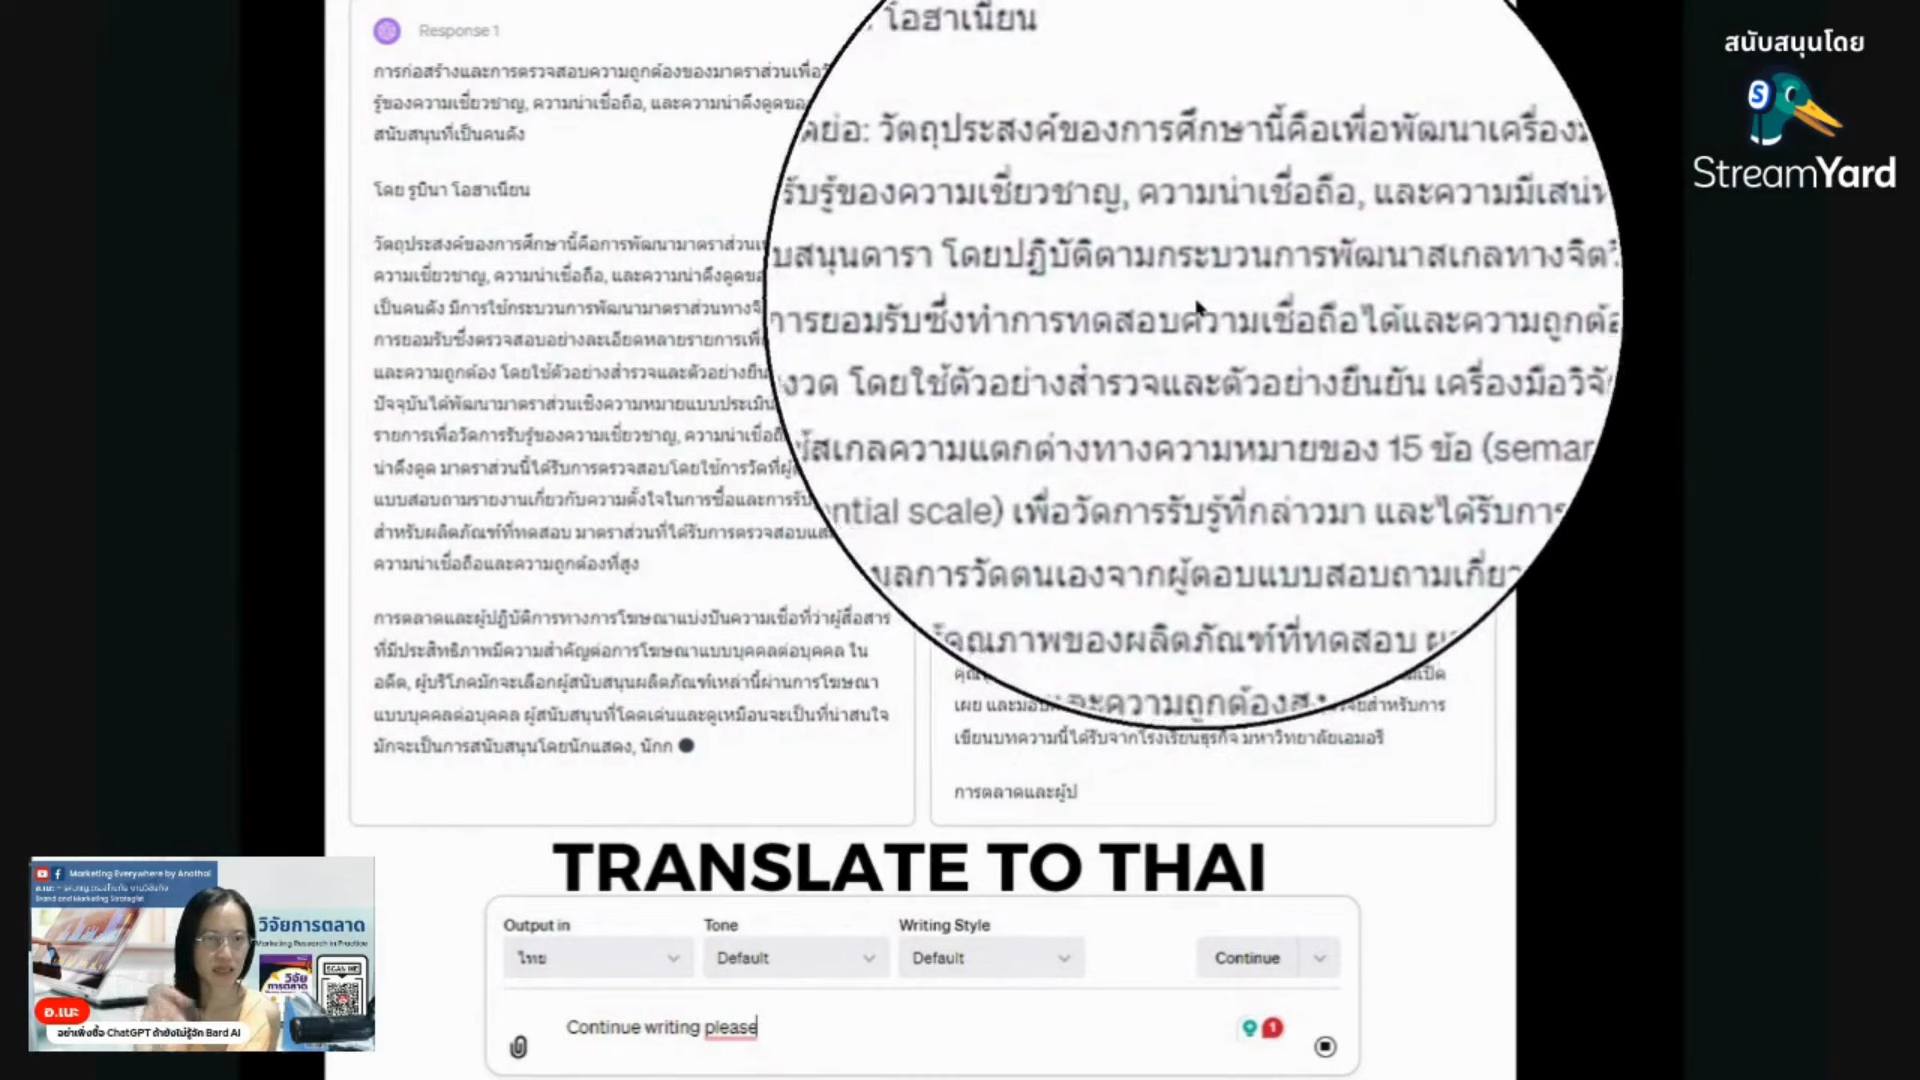 Response 1
การก่อสร้างและการตรวจสอบความถูกต้องของมาตราส่วนเพื่อ
รู้ของความเชี่ยวชาญ, ความน่าเชื่อถือ, และความน่าดึงดูดของ
สนับสนุนที่เป็นคนดัง
โดย รูบินา โอฮาเนียน
วัตถุประสงค์ของการศึกษานี้คือการพัฒนามาตราส่วน
ความเชี่ยวชาญ, ความน่าเชื่อถือ, และความน่าดึงดูดของ
เป็นคนดัง มีการใช้กระบวนการพัฒนามาตราส่วนทาง
การยอมรับซึ่งตรวจสอบอย่างละเอียดหลายรายการ
และความถูกต้อง โดยใช้ตัวอย่างสำรวจและตัวอย่างยืน
ปัจจุบันได้พัฒนามาตราส่วนเชิงความหมายแบบประเมิน
รายการเพื่อวัดการรับรู้ของความเชี่ยวชาญ,
น่าดึงดูด มาตราส่วนนี้ได้รับการตรวจสอบโดยใช้การวัดที่
แบบสอบถามรายงานเกี่ยวกับความตั้งใจในการซื้อและการรับ
สำหรับผลิตภัณฑ์ที่ทดสอบ มาตราส่วนที่ได้รับการตรวจสอบ
ความน่าเชื่อถือและความถูกต้องที่สูง
การตลาดและผู้ปฏิบัติการทางการโฆษณาแบ่งปันความเชื่อที่ว่าผู้สื่อสาร
ที่มีประสิทธิภาพมีความสำคัญต่อการโฆษณาแบบบุคคลต่อบุคคล ใน
อดีต, ผู้บริโภคมักจะเลือกผู้สนับสนุนผลิตภัณฑ์เหล่านี้ผ่านการโฆษณา
แบบบุคคลต่อบุคคล ผู้สนับสนุนที่โดดเด่นและดูเหมือนจะเป็นที่น่าสนใจ
มักจะเป็นการสนับสนุนโดยนักแสดง, นักก
: โอฮาเนียน
ดย่อ: วัตถุประสงค์ของการศึกษานี้คือเพื่อพัฒนาเครื่อง
รับรู้ของความเชี่ยวชาญ, ความน่าเชื่อถือ, และความมีเสน่ห
บสนุนดารา โดยปฏิบัติตามกระบวนการพัฒนาสเกลทางจิต
การยอมรับซึ่งทำการทดสอบความเชื่อถือได้และความถูกต้อ
งวด โดยใช้ตัวอย่างสำรวจและตัวอย่างยืนยัน เครื่องมือวิจั
ใช้สเกลความแตกต่างทางความหมายของ 15 ข้อ (seman
ential scale) เพื่อวัดการรับรู้ที่กล่าวมา และได้รับการ
ผลการวัดตนเองจากผู้ตอบแบบสอบถามเกี่ยว
คุณภาพของผลิตภัณฑ์ที่ทดสอบ
และความถูกต้องสูง
เผย และมอบ
สำหรับการ
เขียนบทความนี้ได้รับจากโรงเรียนธุรกิจ มหาวิทยาลัยเอมอรี
การตลาดและผู้ป
TRANSLATE TO THAI
Output in Tone Writing Style
ไทย Default Default Continue
Continue writing please
1
สนับสนุนโดย
StreamYard
Marketing Everywhere by Anothai
Brand and Marketing Strategist
วิจัยการตลาด
Marketing Research in Practice
SCAN ME!
วิจัย
การตลาด
อ.เนะ
อย่าเพิ่งซื้อ ChatGPT ถ้ายังไม่รู้จัก Bard AI